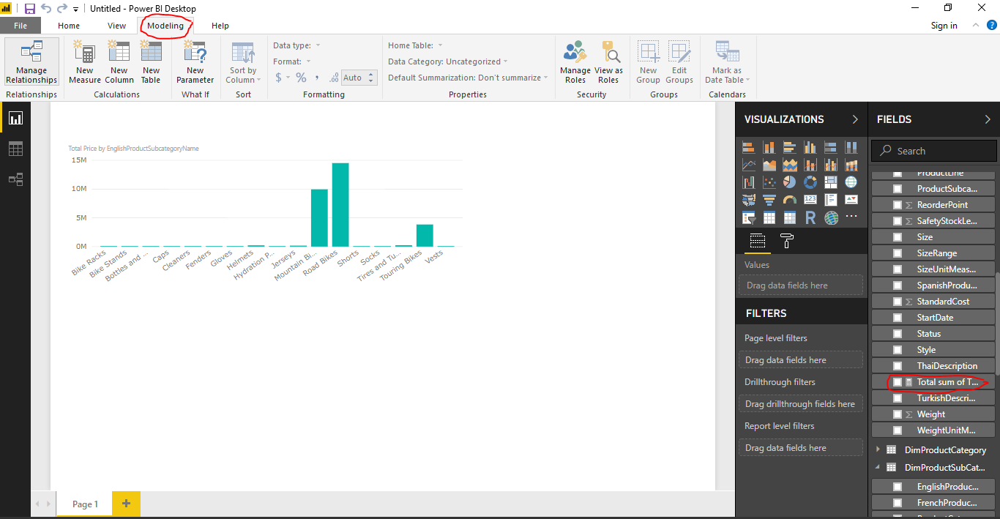 Untitled - Power BI Desktop
File Home View Modeling Help Sign in
Manage Relationships
New Measure
New Column
New Table
New Parameter
Sort by Column
Data type:
Format:
$ % , .00 Auto
Home Table:
Data Category: Uncategorized
Default Summarization: Don't summarize
Manage Roles
View as Roles
New Group
Edit Groups
Mark as Date Table
Relationships Calculations What If Sort Formatting Properties Security Groups Calendars
Total Price by EnglishProductSubcategoryName
15M
10M
5M
0M
Bike Racks
Bike Stands
Bottles and ...
Caps
Cleaners
Fenders
Gloves
Helmets
Hydration P...
Jerseys
Mountain Bi...
Road Bikes
Shorts
Socks
Tires and Tu...
Touring Bikes
Vests
Page 1
VISUALIZATIONS
123
R
Values
Drag data fields here
FILTERS
Page level filters
Drag data fields here
Drillthrough filters
Drag drillthrough fields here
Report level filters
Drag data fields here
FIELDS
Search
ProductLine
ProductSubca...
ReorderPoint
SafetyStockLe...
Size
SizeRange
SizeUnitMeas...
SpanishProdu...
StandardCost
StartDate
Status
Style
ThaiDescription
Total sum of T...
TurkishDescri...
Weight
WeightUnitM...
DimProductCategory
DimProductSubCat...
EnglishProduc...
FrenchProduc...